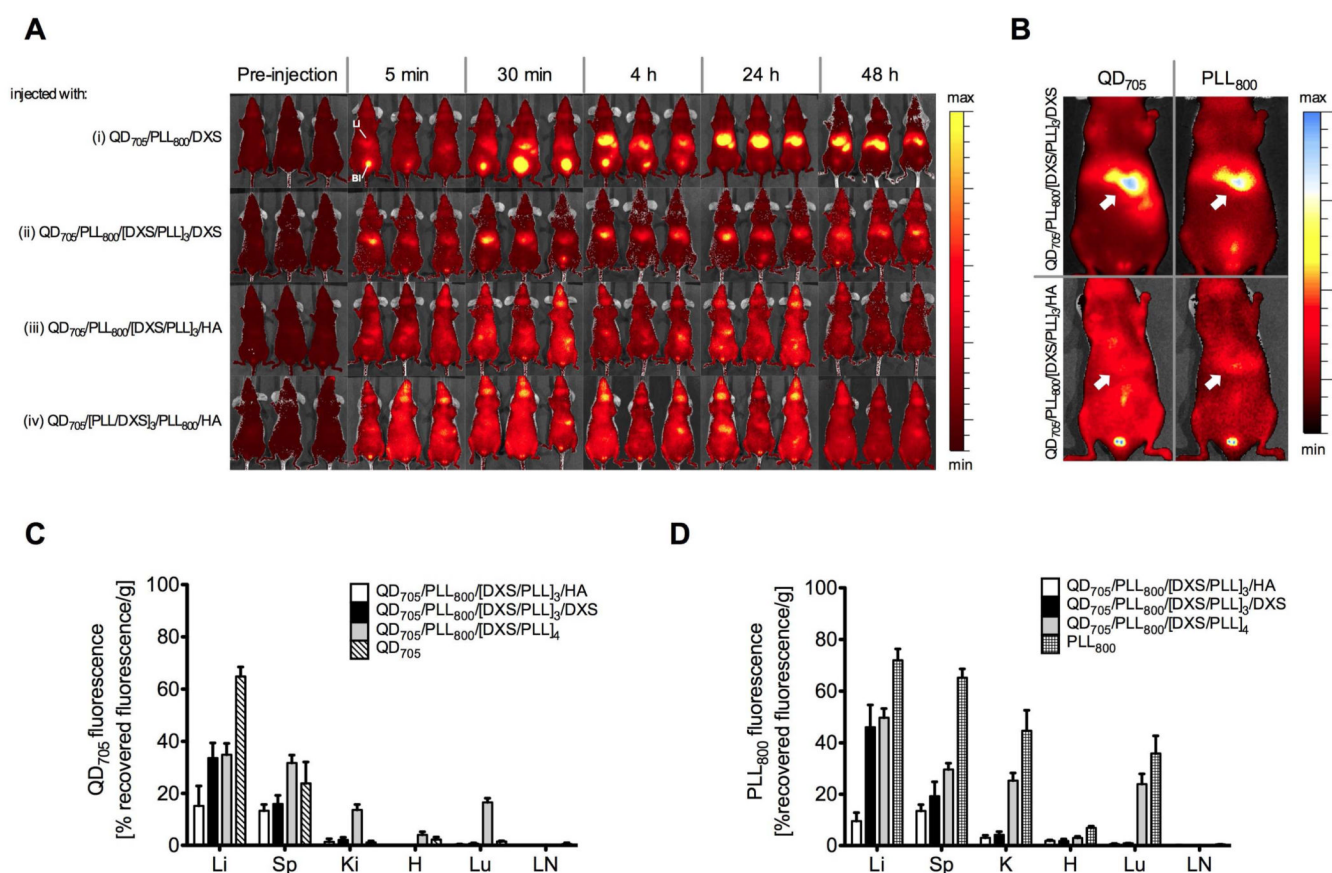 A
B
Pre-injection 5 min 30 min 4 h 24 h 48 h
injected with:
(i) QD705/PLL800/DXS
LI
Bl
(ii) QD705/PLL800/[DXS/PLL]3/DXS
(iii) QD705/PLL800/[DXS/PLL]3/HA
(iv) QD705/[PLL/DXS]3/PLL800/HA
max
min
QD705 PLL800
QD705/PLL800/[DXS/PLL]3/DXS
QD705/PLL800/[DXS/PLL]3/HA
max
min
C
QD705 fluorescence
[% recovered fluorescence/g]
100
80
60
40
20
0
QD705/PLL800/[DXS/PLL]3/HA
QD705/PLL800/[DXS/PLL]3/DXS
QD705/PLL800/[DXS/PLL]4
QD705
Li Sp Ki H Lu LN
D
PLL800 fluorescence
[%recovered fluorescence/g]
100
80
60
40
20
0
QD705/PLL800/[DXS/PLL]3/HA
QD705/PLL800/[DXS/PLL]3/DXS
QD705/PLL800/[DXS/PLL]4
PLL800
Li Sp K H Lu LN